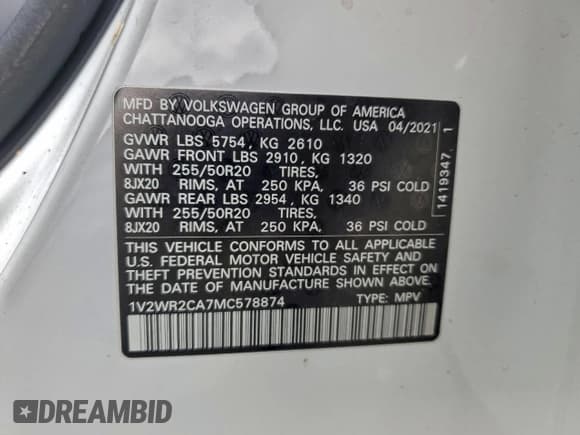 MFD BY VOLKSWAGEN GROUP OF AMERICA
CHATTANOOGA OPERATIONS, LLC. USA 04/2021
GVWR LBS 5754, KG 2610
GAWR FRONT LBS 2910, KG 1320
WITH 255/50R20 TIRES,
8JX20 RIMS, AT 250 KPA, 36 PSI COLD
GAWR REAR LBS 2954, KG 1340
WITH 255/50R20 TIRES,
8JX20 RIMS, AT 250 KPA, 36 PSI COLD
THIS VEHICLE CONFORMS TO ALL APPLICABLE
U.S. FEDERAL MOTOR VEHICLE SAFETY AND
THEFT PREVENTION STANDARDS IN EFFECT ON
THE DATE OF MANUFACTURE SHOWN ABOVE.
1V2WR2CA7MC578874 TYPE: MPV
1419347 1
DREAMBID